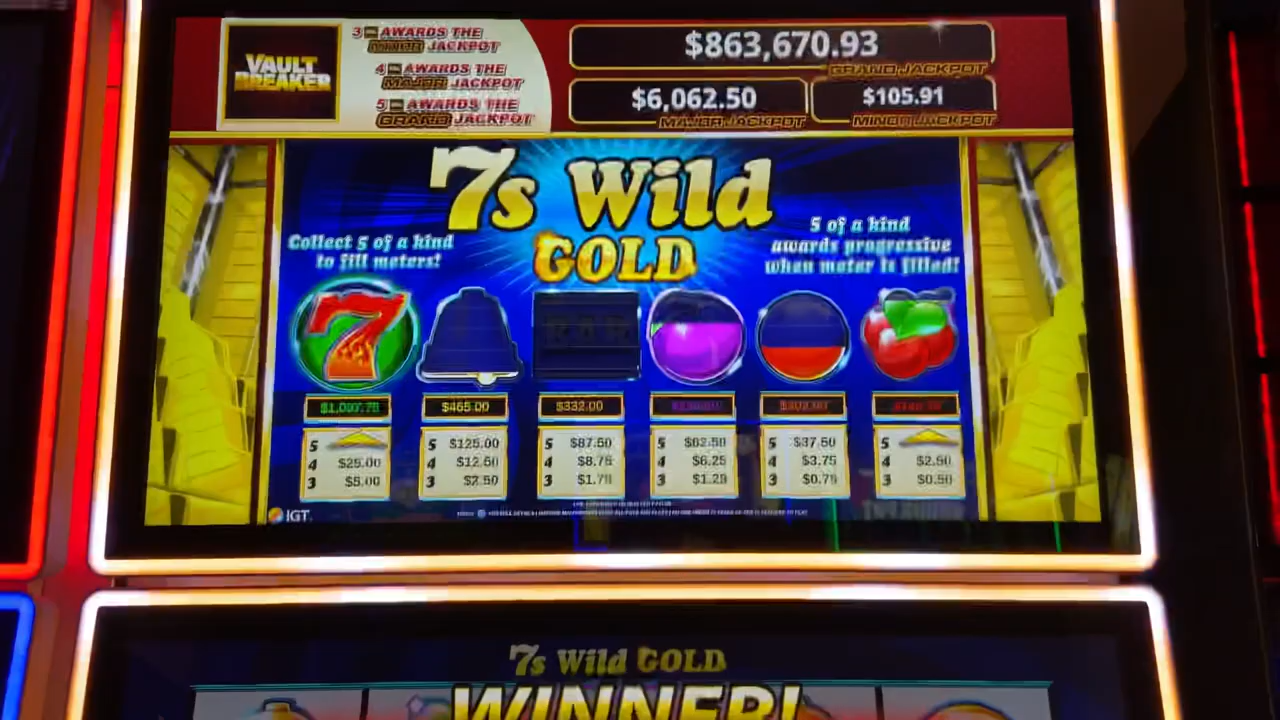 VAULT
BREAKER
3 AWARDS THE
MINOR JACKPOT
4 AWARDS THE
MAJOR JACKPOT
5 AWARDS THE
GRAND JACKPOT
$863,670.93
GRAND JACKPOT
$6,062.50
MAJOR JACKPOT
$105.91
MINOR JACKPOT
7s Wild
GOLD
Collect 5 of a kind
to fill meters!
5 of a kind
awards progressive
when meter is filled!
7
BAR
$465.00
$332.00
5
4 $25.00
3 $5.00
5 $125.00
4 $12.50
3 $2.50
5 $87.50
4 $8.75
3 $1.75
5 $62.50
4 $6.25
3 $1.25
5 $37.50
4 $3.75
3 $0.75
5
4 $2.50
3 $0.50
IGT
7s Wild GOLD
WINNER!